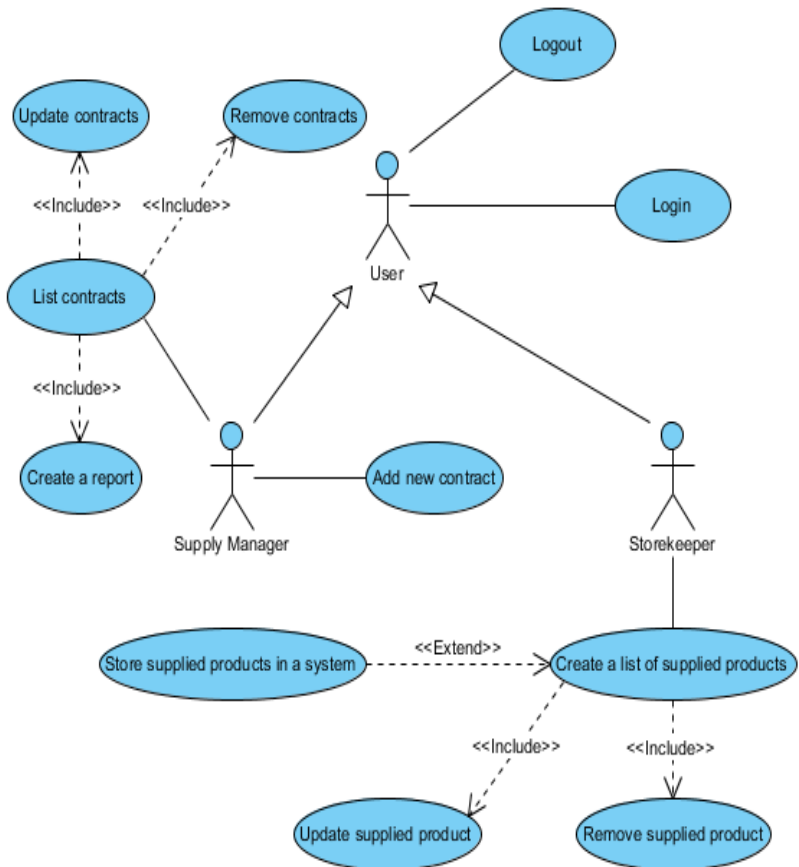 Logout
Update contracts
Remove contracts
<<Include>>
<<Include>>
Login
User
List contracts
<<Include>>
Create a report
Add new contract
Supply Manager
Storekeeper
<<Extend>>
Store supplied products in a system
Create a list of supplied products
<<Include>>
<<Include>>
Update supplied product
Remove supplied product